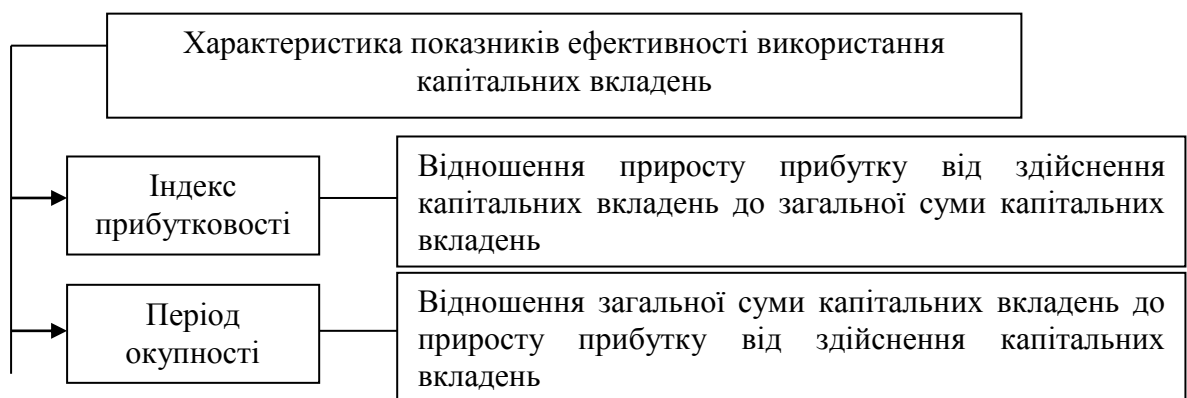 Характеристика показників ефективності використання
капітальних вкладень
Індекс
прибутковості
Відношення приросту прибутку від здійснення
капітальних вкладень до загальної суми капітальних
вкладень
Період
окупності
Відношення загальної суми капітальних вкладень до
приросту прибутку від здійснення капітальних
вкладень